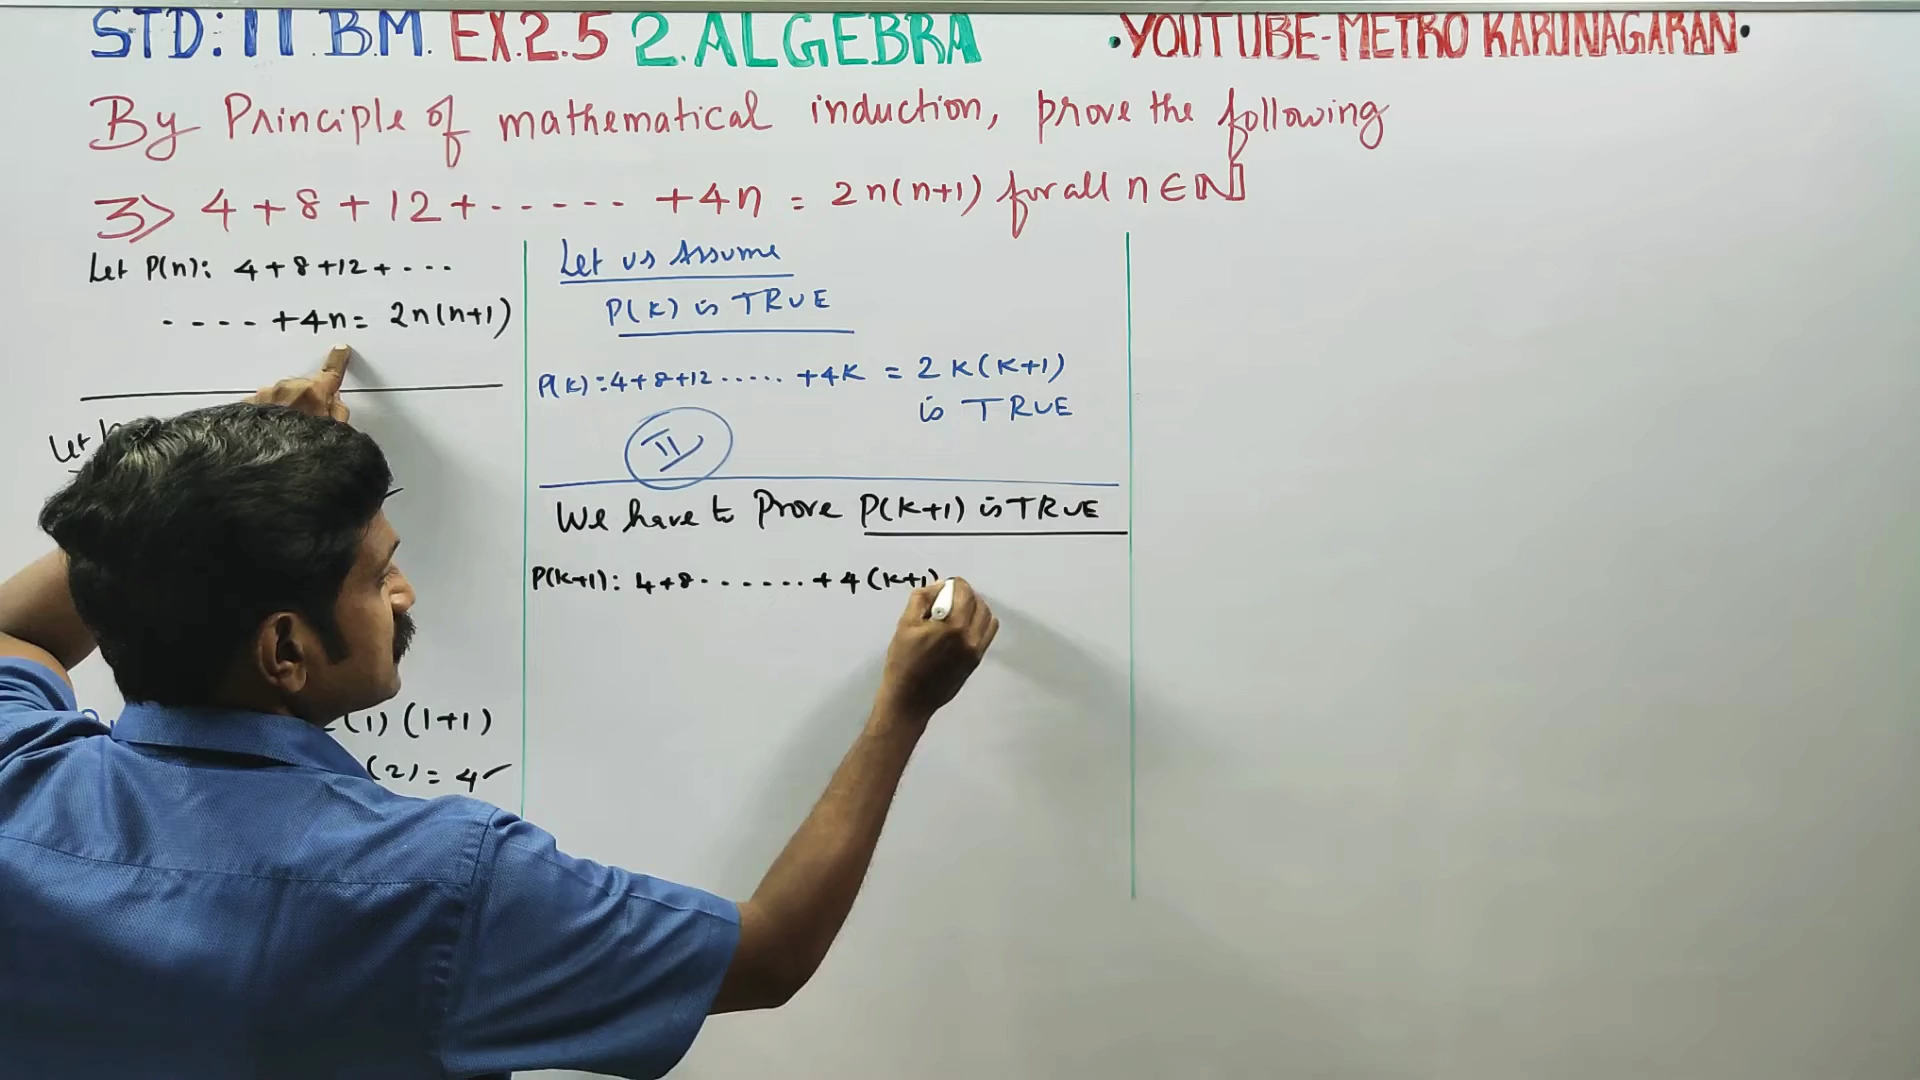 STD: 11 B.M. EX.2.5 2.ALGEBRA •YOUTUBE-METRO KARUNAGARAN•
By Principle of mathematical induction, prove the following
3> 4+8+12+...... +4n = 2n(n+1) for all n∈N
Let P(n): 4+8+12+...
.... +4n= 2n(n+1)
Let
(1) (1+1)
(2) = 4✓
Let us Assume
P(k) is TRUE
P(k):4+8+12.....+4k = 2k(k+1)
is TRUE
II
We have to Prove P(k+1) is TRUE
P(k+1): 4+8.......+4(k+1)